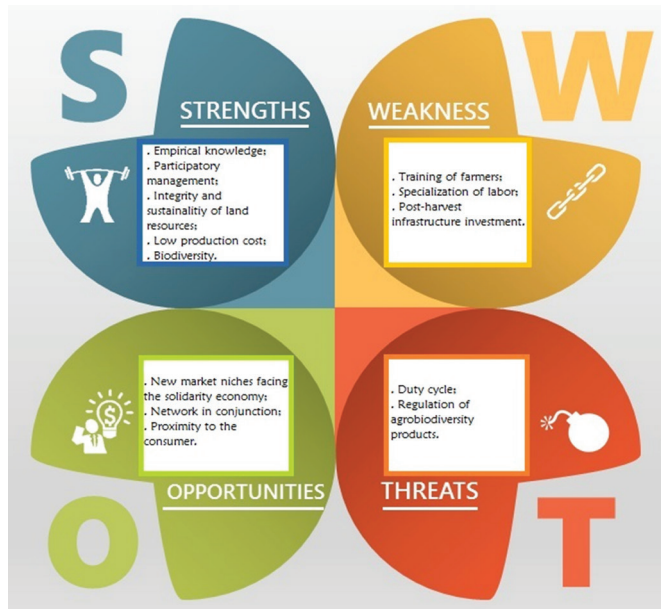 S
W
STRENGTHS
. Empirical knowledge;
. Participatory
management;
. Integrity and
sustainalitiy of land
resources;
. Low production cost;
. Biodiversity.
WEAKNESS
. Training of farmers;
. Specialization of labor;
. Post-harvest
infrastructure investment.
. New market niches facing
the solidarity economy;
. Network in conjunction;
. Proximity to the
consumer.
$
OPPORTUNITIES
. Duty cycle;
. Regulation of
agrobiodiversity
products.
THREATS
O
T